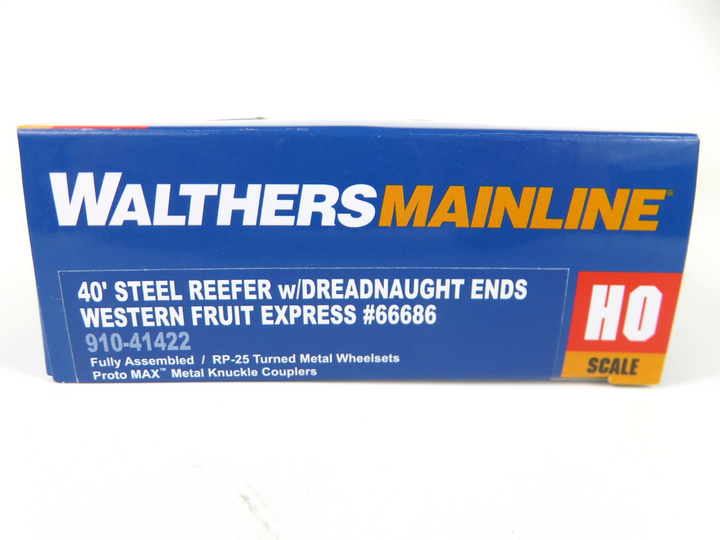 WALTHERSMAINLINE®
40' STEEL REEFER w/DREADNAUGHT ENDS
WESTERN FRUIT EXPRESS #66686
910-41422
Fully Assembled / RP-25 Turned Metal Wheelsets
Proto MAX™ Metal Knuckle Couplers
HO
SCALE